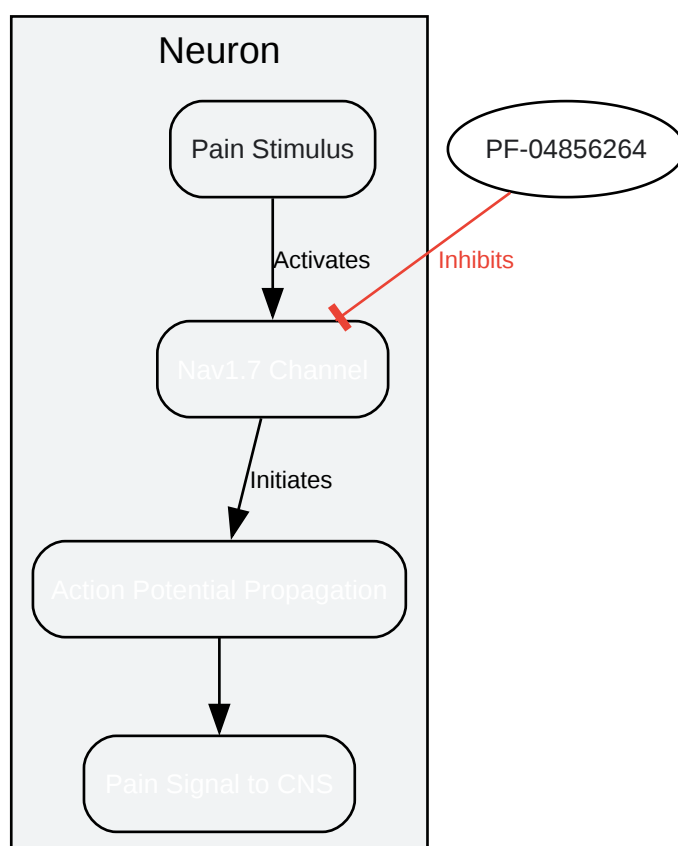 Neuron
Pain Stimulus
PF-04856264
Activates
Inhibits
Nav1.7 Channel
Initiates
Action Potential Propagation
Pain Signal to CNS